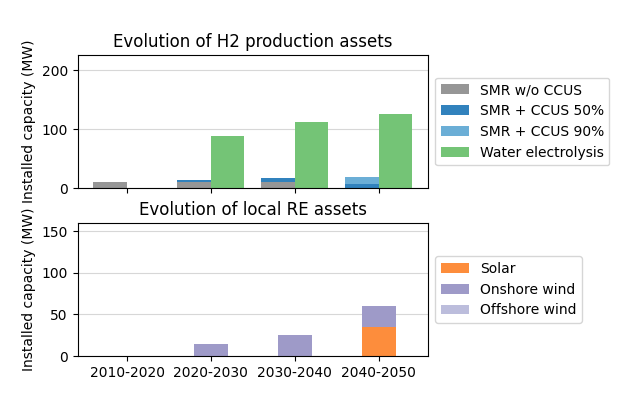 Evolution of H2 production assets
Installed capacity (MW)
200
100
0
SMR w/o CCUS
SMR + CCUS 50%
SMR + CCUS 90%
Water electrolysis
Evolution of local RE assets
Installed capacity (MW)
150
100
50
0
2010-2020 2020-2030 2030-2040 2040-2050
Solar
Onshore wind
Offshore wind